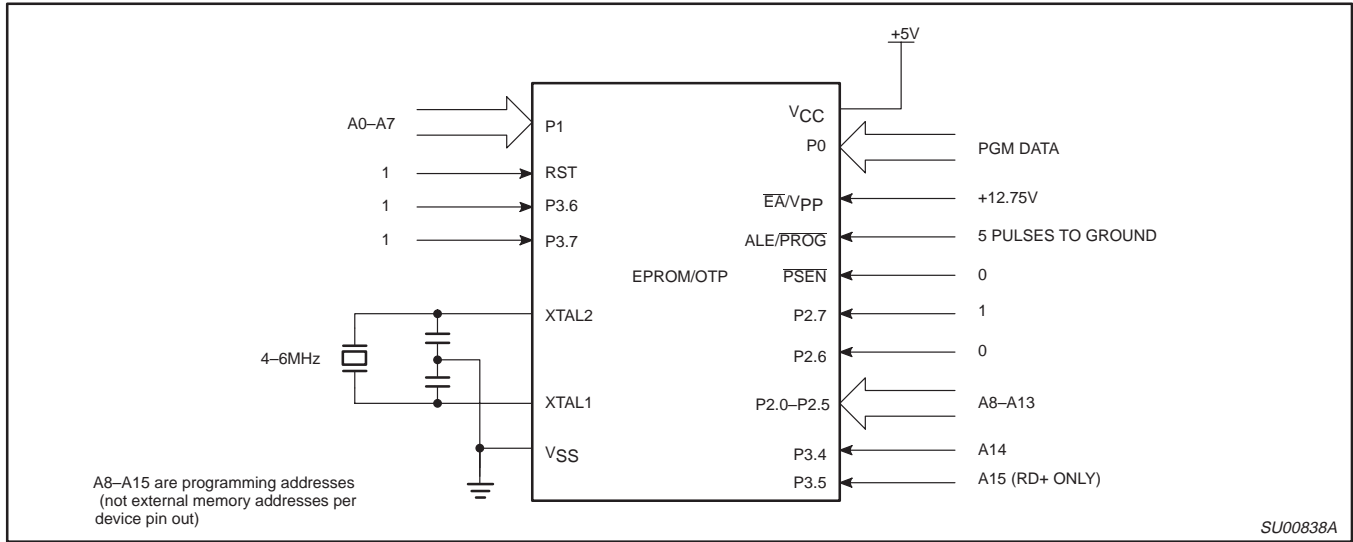 +5V
A0–A7
P1
VCC
P0
PGM DATA
1
RST
EA/VPP
+12.75V
1
P3.6
1
P3.7
ALE/PROG
5 PULSES TO GROUND
EPROM/OTP
PSEN
0
XTAL2
P2.7
1
4–6MHz
P2.6
0
XTAL1
P2.0–P2.5
A8–A13
VSS
P3.4
A14
P3.5
A15 (RD+ ONLY)
A8–A15 are programming addresses
(not external memory addresses per
device pin out)
SU00838A